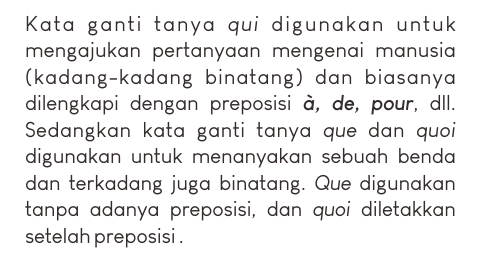 Kata ganti tanya qui digunakan untuk
mengajukan pertanyaan mengenai manusia
(kadang-kadang binatang) dan biasanya
dilengkapi dengan preposisi à, de, pour, dll.
Sedangkan kata ganti tanya que dan quoi
digunakan untuk menanyakan sebuah benda
dan terkadang juga binatang. Que digunakan
tanpa adanya preposisi, dan quoi diletakkan
setelah preposisi .